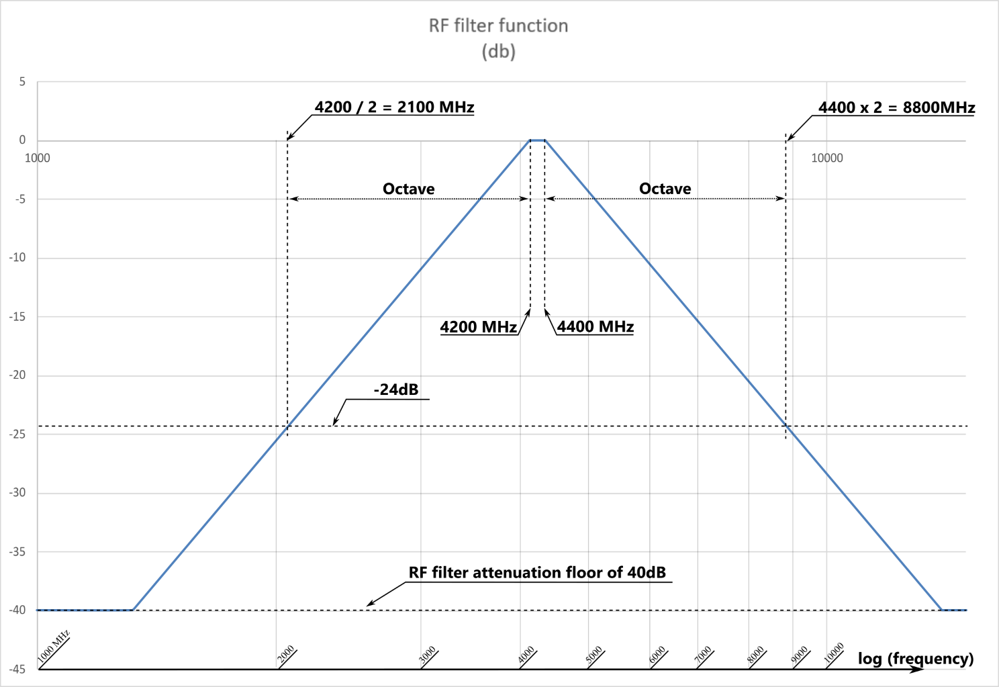 RF filter function
(db)
5
4200 / 2 = 2100 MHz
4400 x 2 = 8800MHz
0
1000
10000
Octave
Octave
-5
-10
-15
4200 MHz
4400 MHz
-20
-24dB
-25
-30
-35
RF filter attenuation floor of 40dB
-40
1000 MHz
2000
3000
4000
5000
6000
7000
8000
9000
10000
log (frequency)
-45